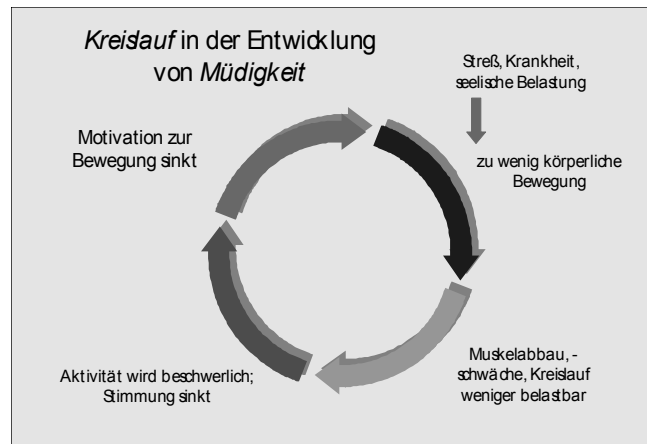 Kreislauf in der Entwicklung
von Müdigkeit
Streß, Krankheit,
seelische Belastung
zu wenig körperliche
Bewegung
Muskelabbau, -
schwäche, Kreislauf
weniger belastbar
Aktivität wird beschwerlich;
Stimmung sinkt
Motivation zur
Bewegung sinkt